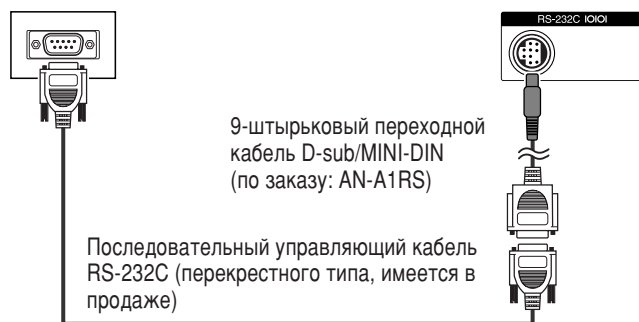 RS-232C IOIOI
9-штырьковый переходной
кабель D-sub/MINI-DIN
(по заказу: AN-A1RS)
Последовательный управляющий кабель
RS-232C (перекрестного типа, имеется в
продаже)